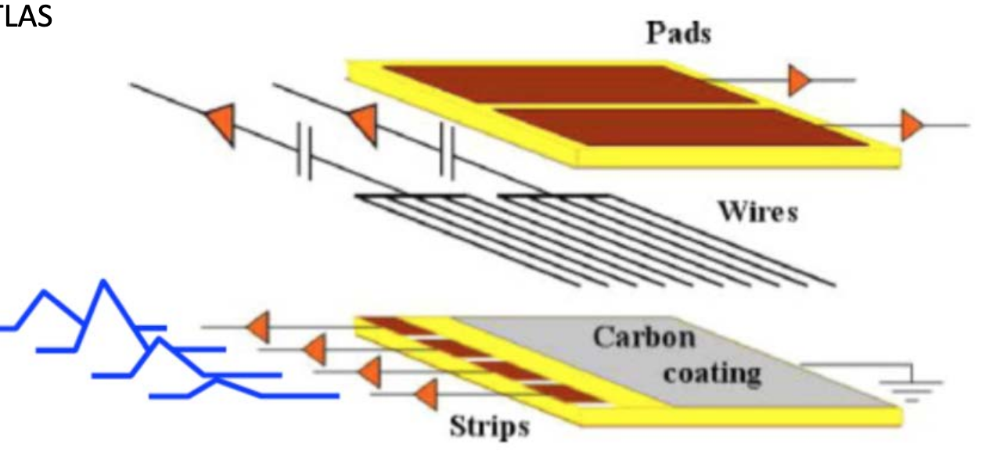 TLAS
Pads
Wires
Carbon
coating
Strips